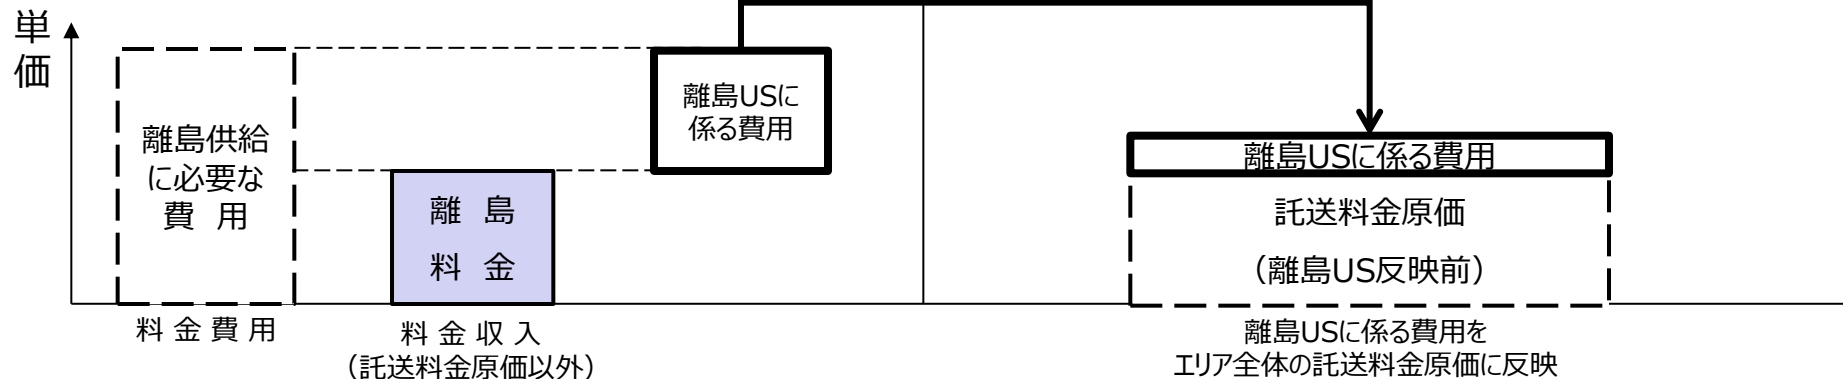 単
価
離島供給
に必要な
費　用
離　島
料　金
離島USに
係る費用
離島USに係る費用
託送料金原価
（離島US反映前）
料 金 費 用
料 金 収 入
（託送料金原価以外）
離島USに係る費用を
エリア全体の託送料金原価に反映